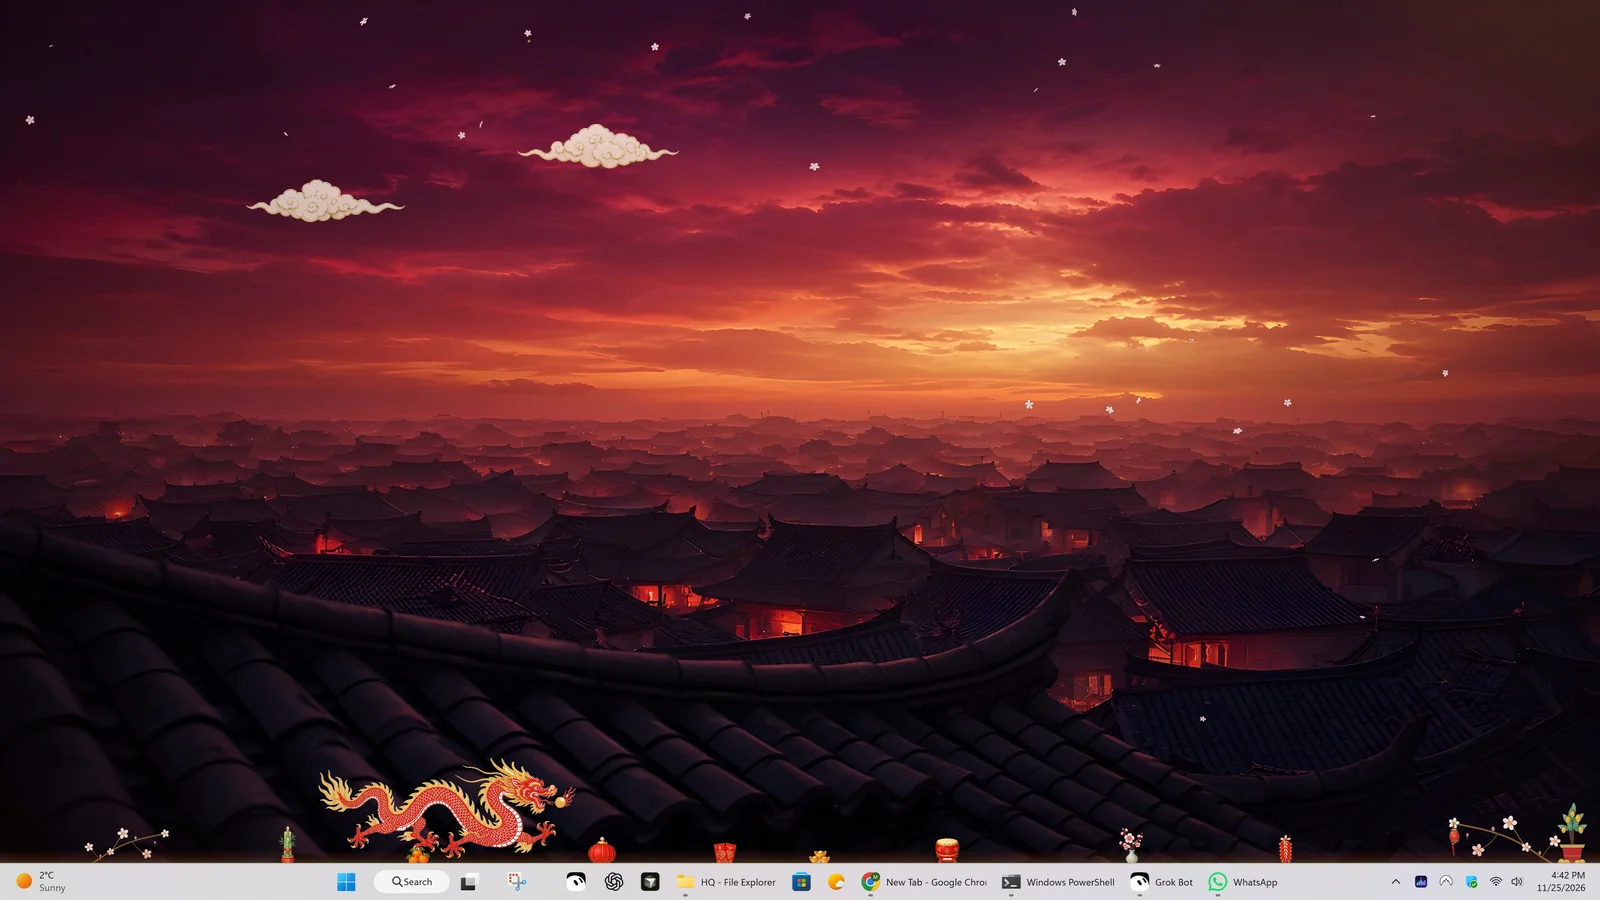 2°C
Sunny
Search
HQ - File Explorer
New Tab - Google Chro
Windows PowerShell
Grok Bot
WhatsApp
4:42 PM
11/25/2026